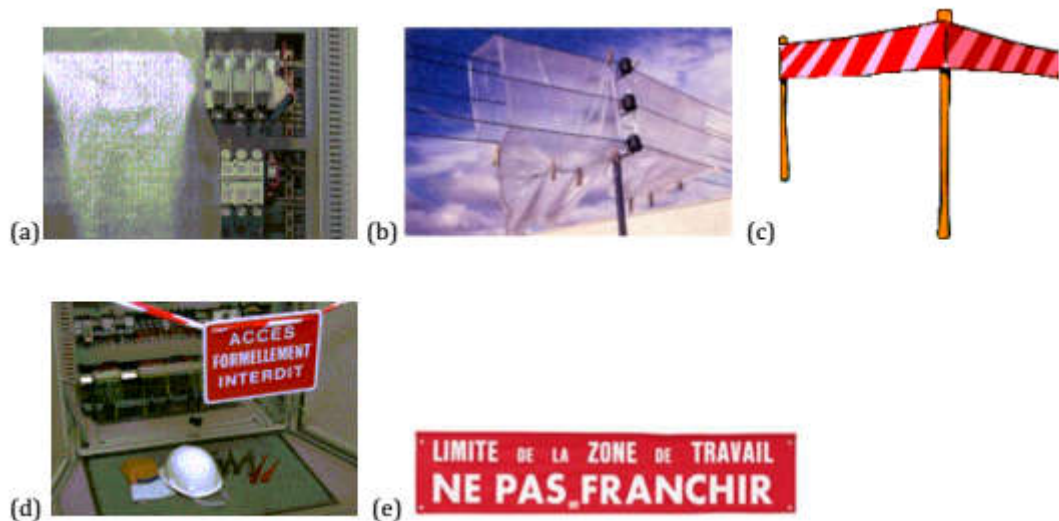 (a)
(b)
(c)
ACCES
FORMELLEMENT
INTERDIT
(d)
(e)
LIMITE DE LA ZONE DE TRAVAIL
NE PAS FRANCHIR